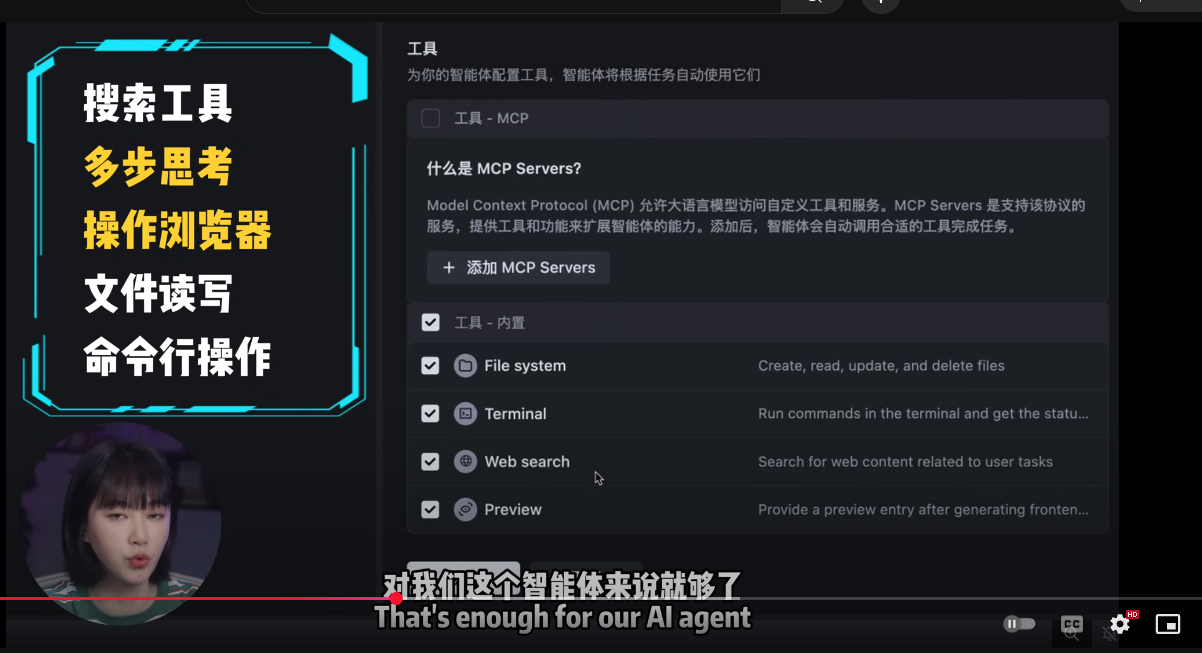 搜索工具
多步思考
操作浏览器
文件读写
命令行操作
工具
为你的智能体配置工具，智能体将根据任务自动使用它们
工具 - MCP
什么是 MCP Servers?
Model Context Protocol (MCP) 允许大语言模型访问自定义工具和服务。MCP Servers 是支持该协议的
服务，提供工具和功能来扩展智能体的能力。添加后，智能体会自动调用合适的工具完成任务。
+ 添加 MCP Servers
工具 - 内置
File system Create, read, update, and delete files
Terminal Run commands in the terminal and get the statu...
Web search Search for web content related to user tasks
Preview Provide a preview entry after generating fronten...
对我们这个智能体来说就够了
That's enough for our AI agent
CC HD